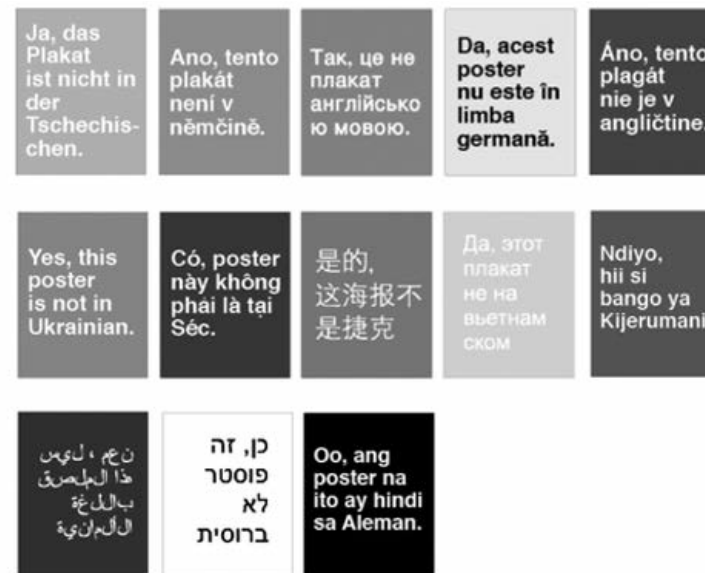 Ja, das
Plakat
ist nicht in
der
Tschechis-
chen.
Ano, tento
plakát
není v
němčině.
Так, це не
плакат
англійсько
ю мовою.
Da, acest
poster
nu este în
limba
germană.
Áno, tento
plagát
nie je v
angličtine.
Yes, this
poster
is not in
Ukrainian.
Có, poster
này không
phải là tại
Séc.
是的,
这海报不
是捷克
Да, этот
плакат
не на
вьетнам
ском
Ndiyo,
hii si
bango ya
Kijerumani
نعم ، ليس
هذا الملصق
باللغة
الألمانية
כן, זה
פוסטר
לא
ברוסית
Oo, ang
poster na
ito ay hindi
sa Aleman.